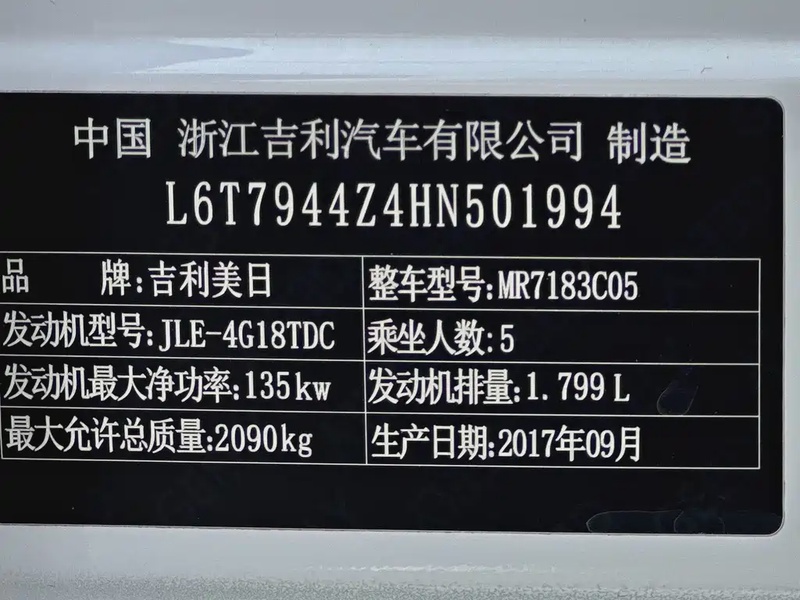 中国 浙江吉利汽车有限公司 制造
L6T7944Z4HN501994
品 牌:吉利美日 整车型号:MR7183C05
发动机型号:JLE-4G18TDC 乘坐人数:5
发动机最大净功率:135kw 发动机排量:1.799L
最大允许总质量:2090kg 生产日期:2017年09月